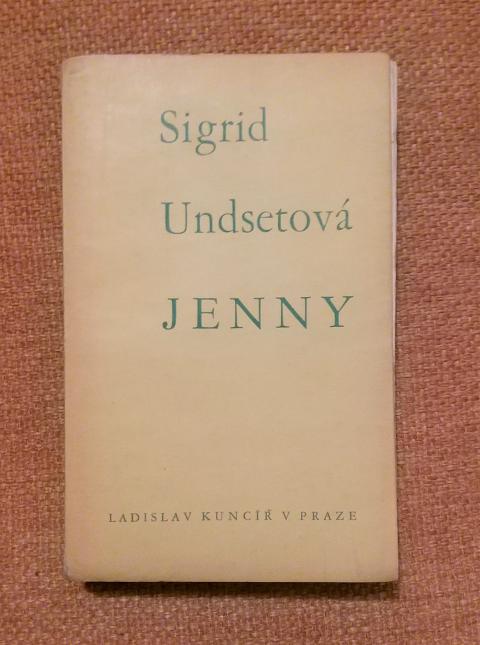 Sigrid
Undsetová
JENNY
LADISLAV KUNCÍŘ V PRAZE